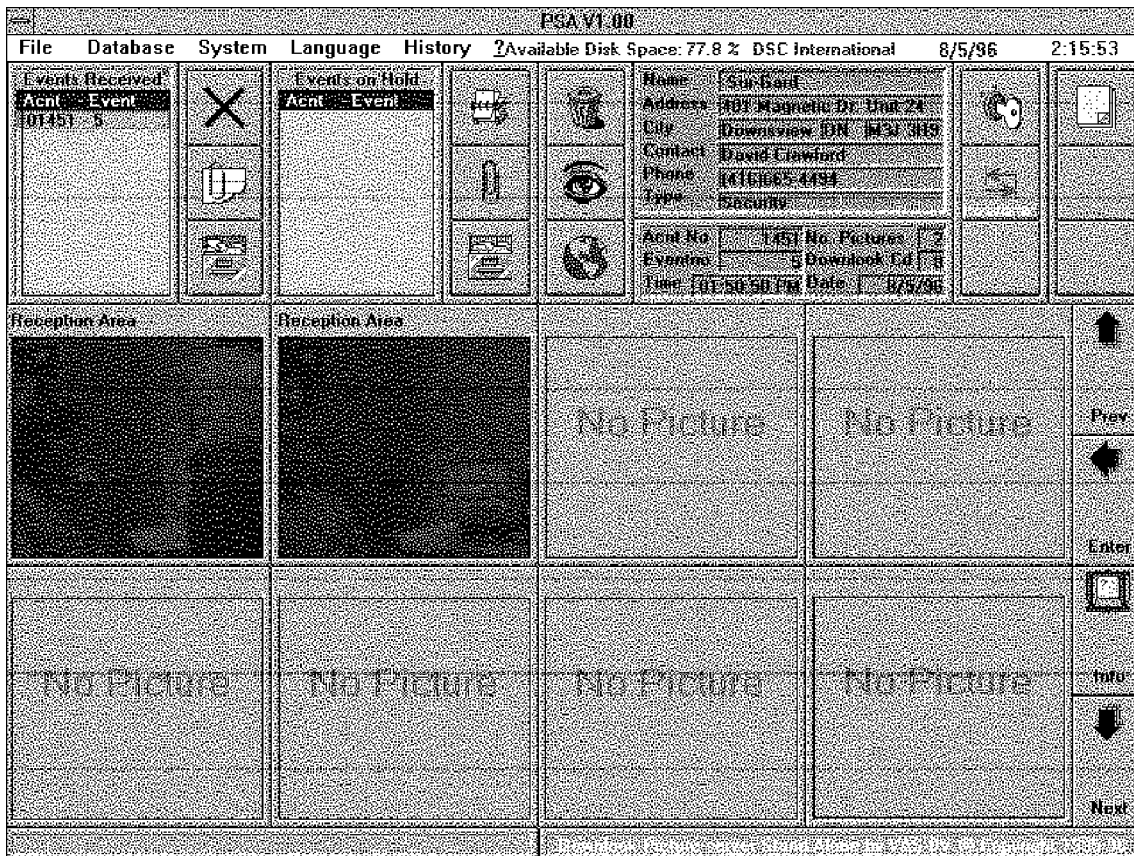 PSA V1.00
File Database System Language History ? Available Disk Space: 77.8 % DSC International 8/5/96 2:15:53
Events Received
Acnt - Event
01451 5
Events on Hold
Acnt - Event
Name Sur-Gard
Address 401 Magnetic Dr. Unit 24
City Downsview ON M3J 3H9
Contact David Crawford
Phone (416)665-4494
Type Security
Acnt No 1451 No. Pictures 2
Eventno 5 Downlook Cd 8
Time 01:50:50 PM Date 8/5/96
Reception Area
Reception Area
No Picture
No Picture
Prev
Enter
No Picture
No Picture
No Picture
No Picture
Info
Next